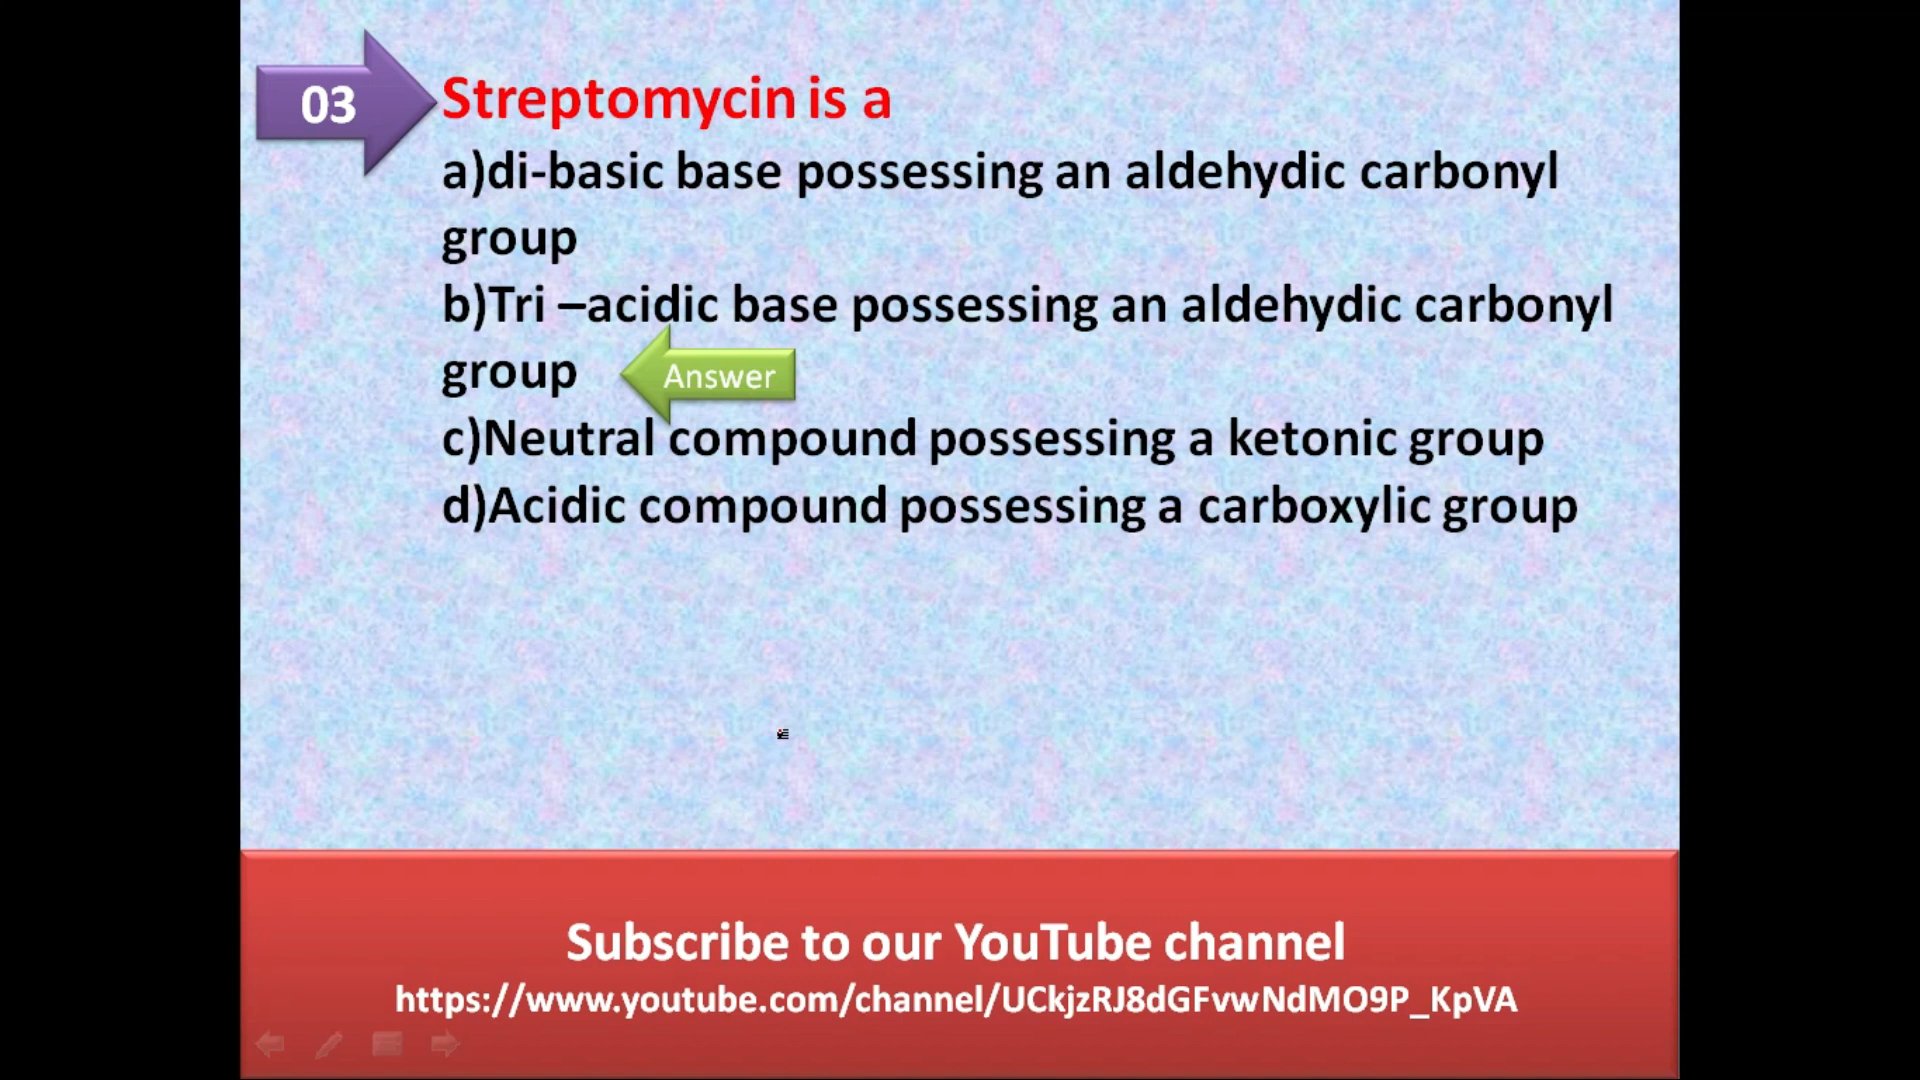 03
Streptomycin is a
a)di-basic base possessing an aldehydic carbonyl
group
b)Tri –acidic base possessing an aldehydic carbonyl
group
Answer
c)Neutral compound possessing a ketonic group
d)Acidic compound possessing a carboxylic group
Subscribe to our YouTube channel
https://www.youtube.com/channel/UCkjzRJ8dGFvwNdMO9P_KpVA